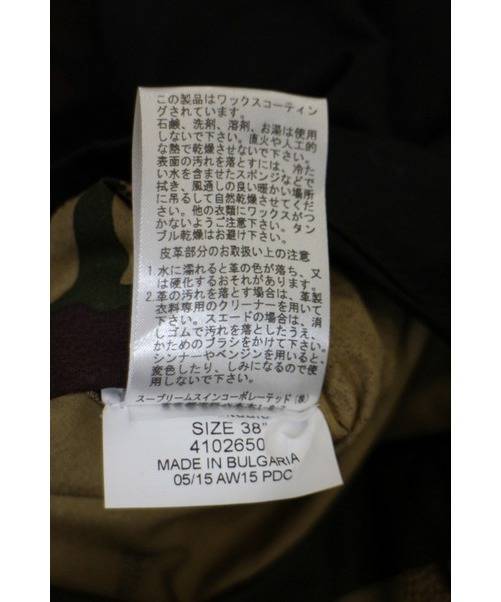 この製品はワックスコーティン
グされています。
石鹸、洗剤、溶剤、お湯は使用
しないで下さい。直火や人工的
な熱で乾燥させないで下さい。
表面の汚れを落とすには、冷た
い水を含ませたスポンジなどで
拭き、風通しの良い暖かい場所
に吊るして自然乾燥させてくだ
さい。他の衣類にワックスがつ
かないようご注意下さい。タン
ブル乾燥はお避け下さい。
皮革部分のお取扱い上の注意
1. 水に濡れると革の色が落ち、又
は硬化するおそれがあります。
2. 革の汚れを落とす場合は、革製
衣料専用のクリーナーを用いて
下さい。スエードの場合は、消
しゴムで汚れを落としたうえ、
かためのブラシをかけて下さい。
シンナーやベンジンを用いると、
変色したり、しみになるので使
用しないで下さい。
スープリームスインコーポレーテッド(株)
SIZE 38"
4102650
MADE IN BULGARIA
05/15 AW15 PDC